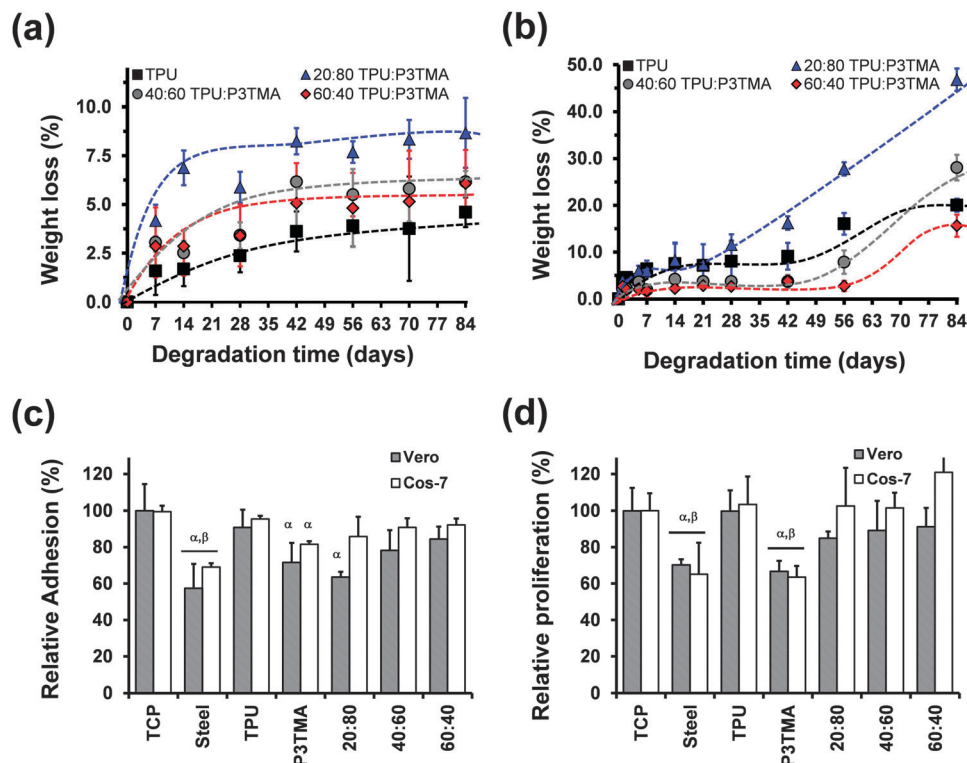 (a)
TPU
20:80 TPU:P3TMA
40:60 TPU:P3TMA
60:40 TPU:P3TMA
Weight loss (%)
10.0
7.5
5.0
2.5
0.0
0 7 14 21 28 35 42 49 56 63 70 77 84
Degradation time (days)
(b)
TPU
20:80 TPU:P3TMA
40:60 TPU:P3TMA
60:40 TPU:P3TMA
Weight loss (%)
50.0
40.0
30.0
20.0
10.0
0.0
0 7 14 21 28 35 42 49 56 63 70 77 84
Degradation time (days)
(c)
Vero
Cos-7
Relative Adhesion (%)
120
100
80
60
40
20
0
α,β
α α
α
TCP
Steel
TPU
P3TMA
20:80
40:60
60:40
(d)
Vero
Cos-7
Relative proliferation (%)
120
100
80
60
40
20
0
α,β
α,β
TCP
Steel
TPU
P3TMA
20:80
40:60
60:40